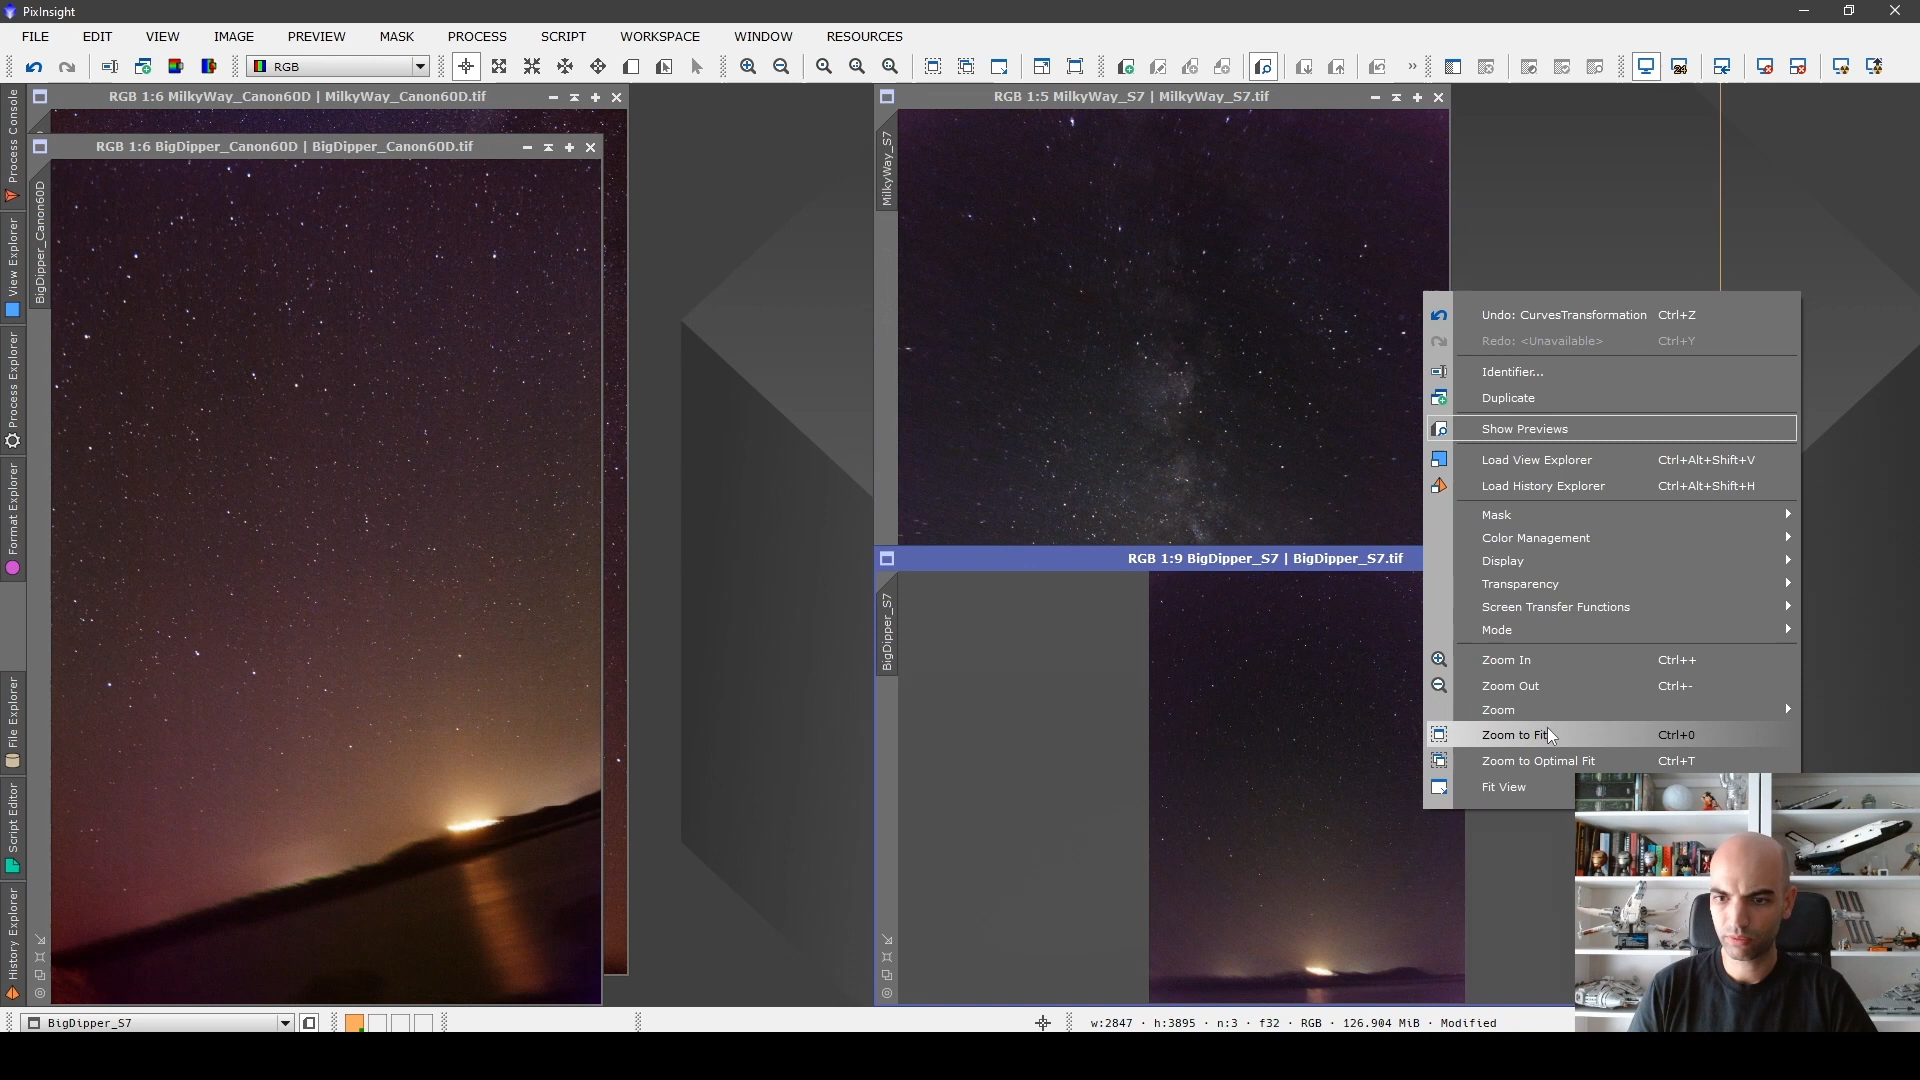 PixInsight
FILE EDIT VIEW IMAGE PREVIEW MASK PROCESS SCRIPT WORKSPACE WINDOW RESOURCES
RGB
24
Process Console
View Explorer
Process Explorer
Format Explorer
File Explorer
Script Editor
History Explorer
RGB 1:6 MilkyWay_Canon60D | MilkyWay_Canon60D.tif
RGB 1:6 BigDipper_Canon60D | BigDipper_Canon60D.tif
BigDipper_Canon60D
RGB 1:5 MilkyWay_S7 | MilkyWay_S7.tif
MilkyWay_S7
RGB 1:9 BigDipper_S7 | BigDipper_S7.tif
BigDipper_S7
Undo: CurvesTransformation Ctrl+Z
Redo: <Unavailable> Ctrl+Y
Identifier...
Duplicate
Show Previews
Load View Explorer Ctrl+Alt+Shift+V
Load History Explorer Ctrl+Alt+Shift+H
Mask
Color Management
Display
Transparency
Screen Transfer Functions
Mode
Zoom In Ctrl++
Zoom Out Ctrl+-
Zoom
Zoom to Fit Ctrl+0
Zoom to Optimal Fit Ctrl+T
Fit View
BigDipper_S7
w:2847 · h:3895 · n:3 · f32 · RGB · 126.904 MiB · Modified